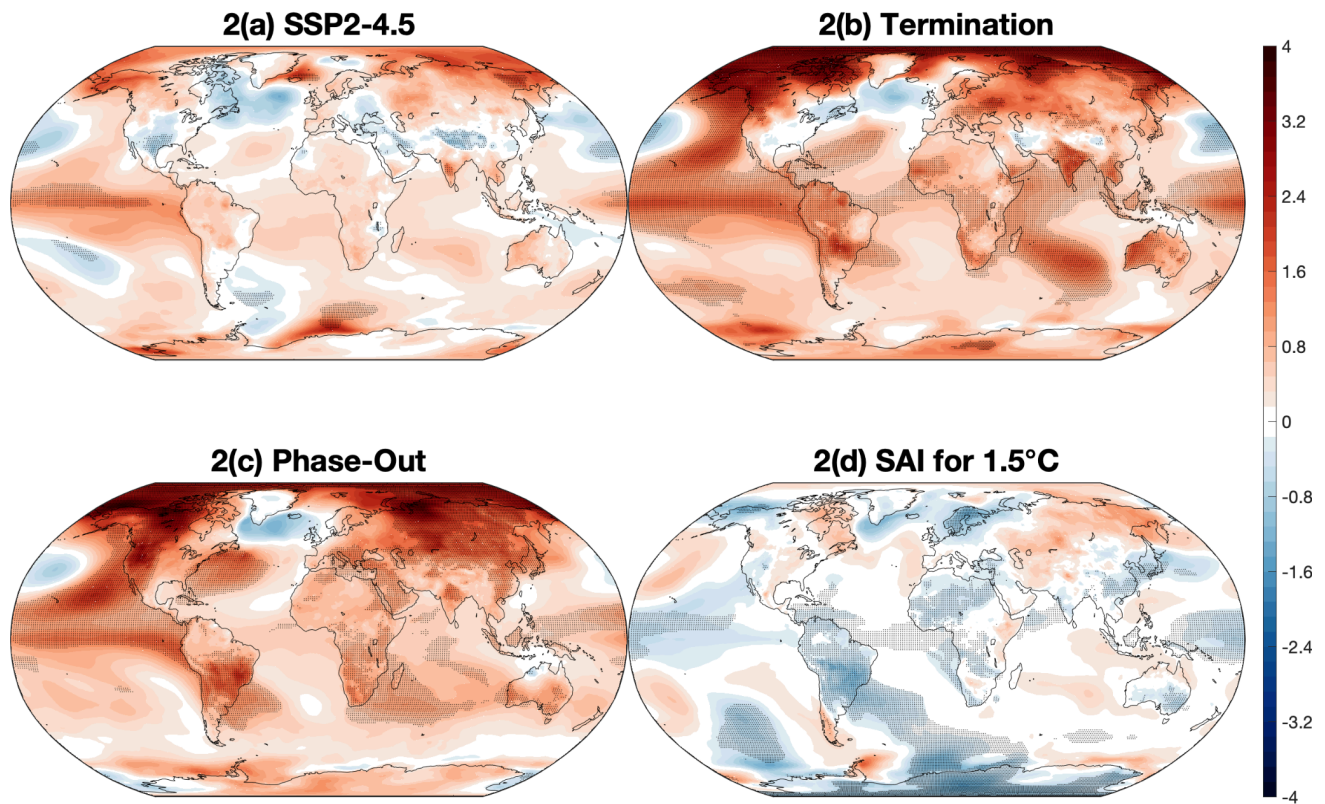 2(a) SSP2-4.5
2(b) Termination
4
3.2
2.4
1.6
0.8
0
-0.8
-1.6
-2.4
-3.2
-4
2(c) Phase-Out
2(d) SAI for 1.5°C